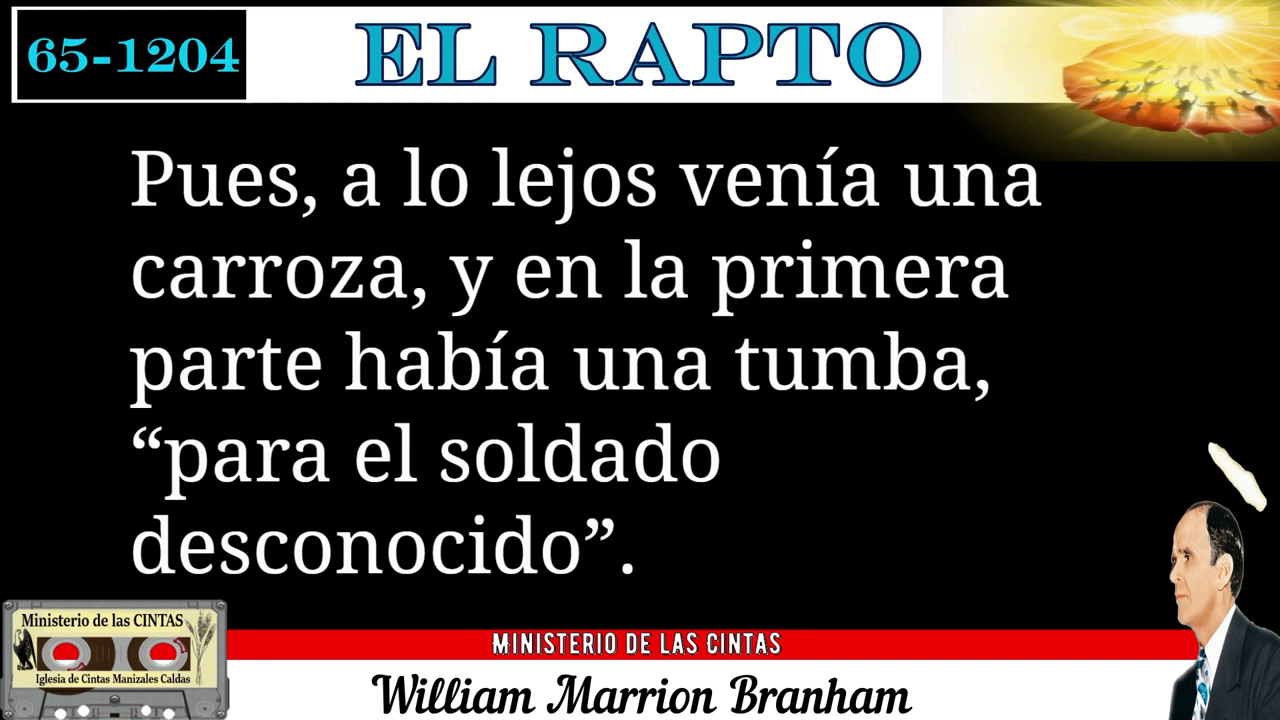 65-1204
EL RAPTO
Pues, a lo lejos venía una
carroza, y en la primera
parte había una tumba,
“para el soldado
desconocido”.
Ministerio de las CINTAS
Iglesia de Cintas Manizales Caldas
MINISTERIO DE LAS CINTAS
William Marrion Branham